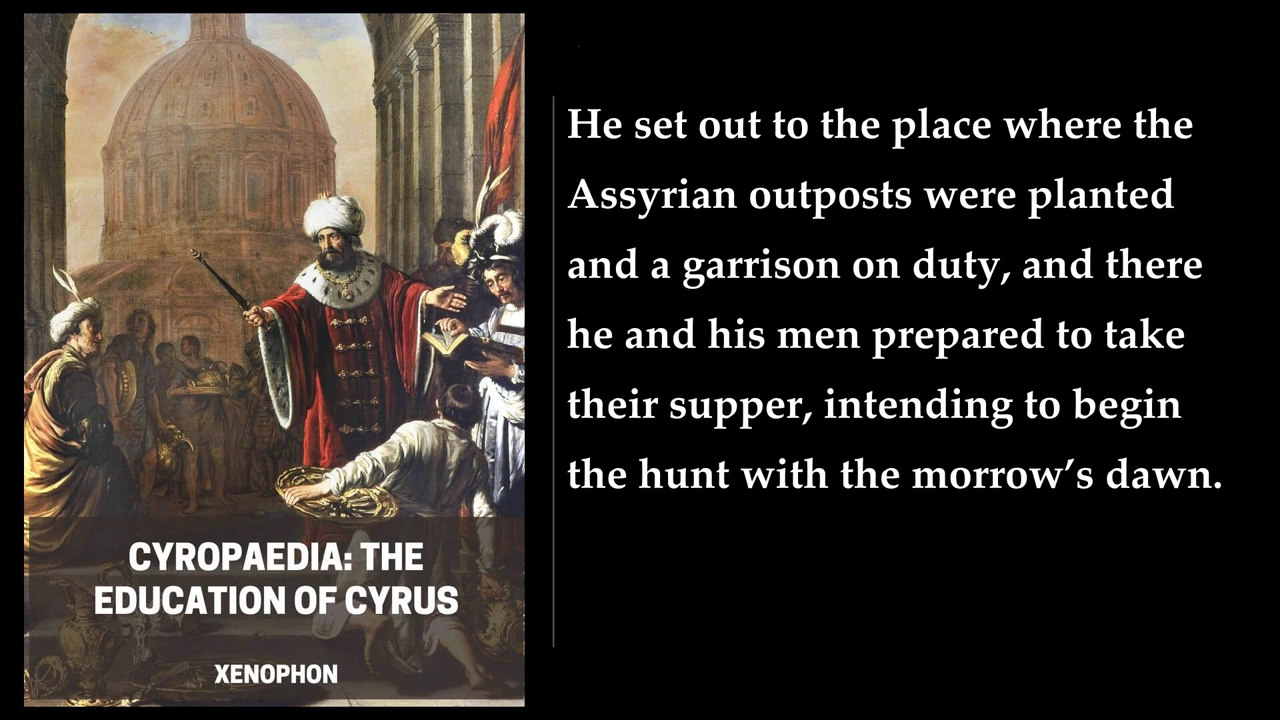 CYROPAEDIA: THE
EDUCATION OF CYRUS
XENOPHON
He set out to the place where the
Assyrian outposts were planted
and a garrison on duty, and there
he and his men prepared to take
their supper, intending to begin
the hunt with the morrow’s dawn.